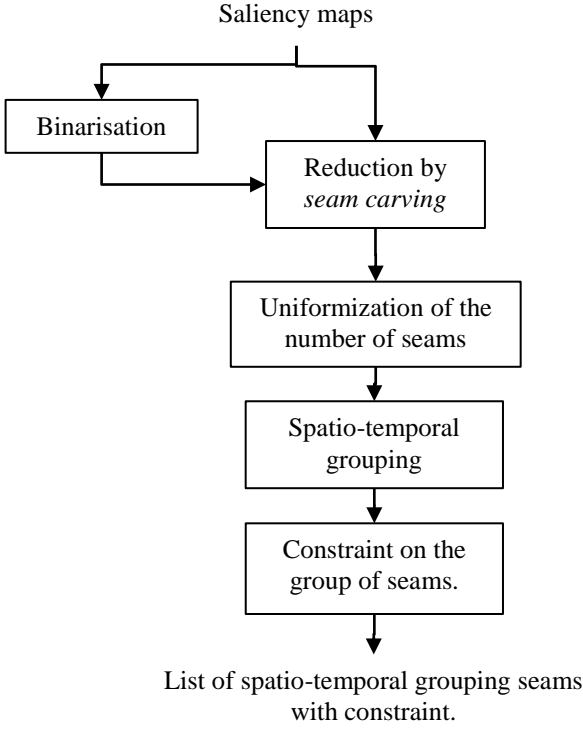 Saliency maps
Binarisation
Reduction by
seam carving
Uniformization of the
number of seams
Spatio-temporal
grouping
Constraint on the
group of seams.
List of spatio-temporal grouping seams
with constraint.